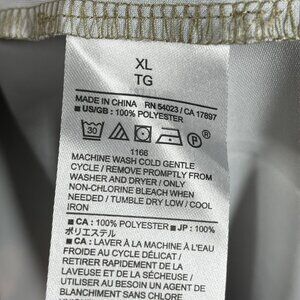 XL
TG
MADE IN CHINA RN 54023 / CA 17897
■ US/GB : 100% POLYESTER
30 P
1166
MACHINE WASH COLD GENTLE
CYCLE / REMOVE PROMPTLY FROM
WASHER AND DRYER / ONLY
NON-CHLORINE BLEACH WHEN
NEEDED / TUMBLE DRY LOW / COOL
IRON
■ CA : 100% POLYESTER ■ JP : 100%
ポリエステル
■ CA : LAVER À LA MACHINE À L'EAU
FROIDE AU CYCLE DÉLICAT /
RETIRER RAPIDEMENT DE LA
LAVEUSE ET DE LA SÉCHEUSE /
UTILISER AU BESOIN UN AGENT DE
BLANCHIMENT SANS CHLORE